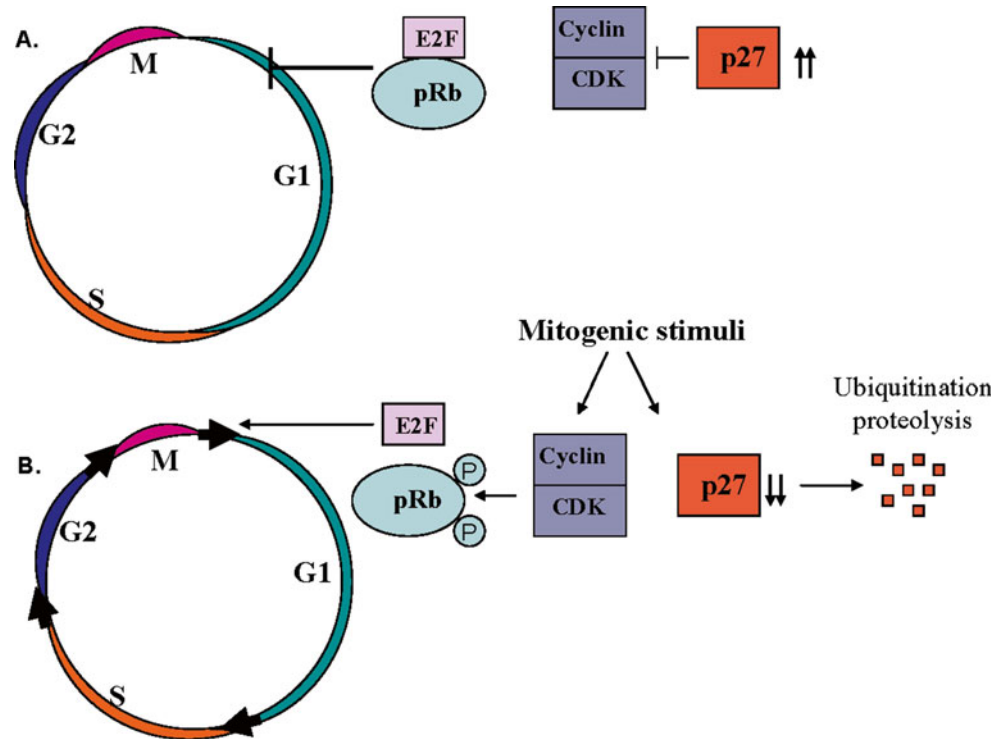 A.
M
G2
G1
S
E2F
pRb
Cyclin
CDK
p27
Mitogenic stimuli
Ubiquitination
proteolysis
B.
M
G2
G1
S
E2F
pRb
P
P
Cyclin
CDK
p27